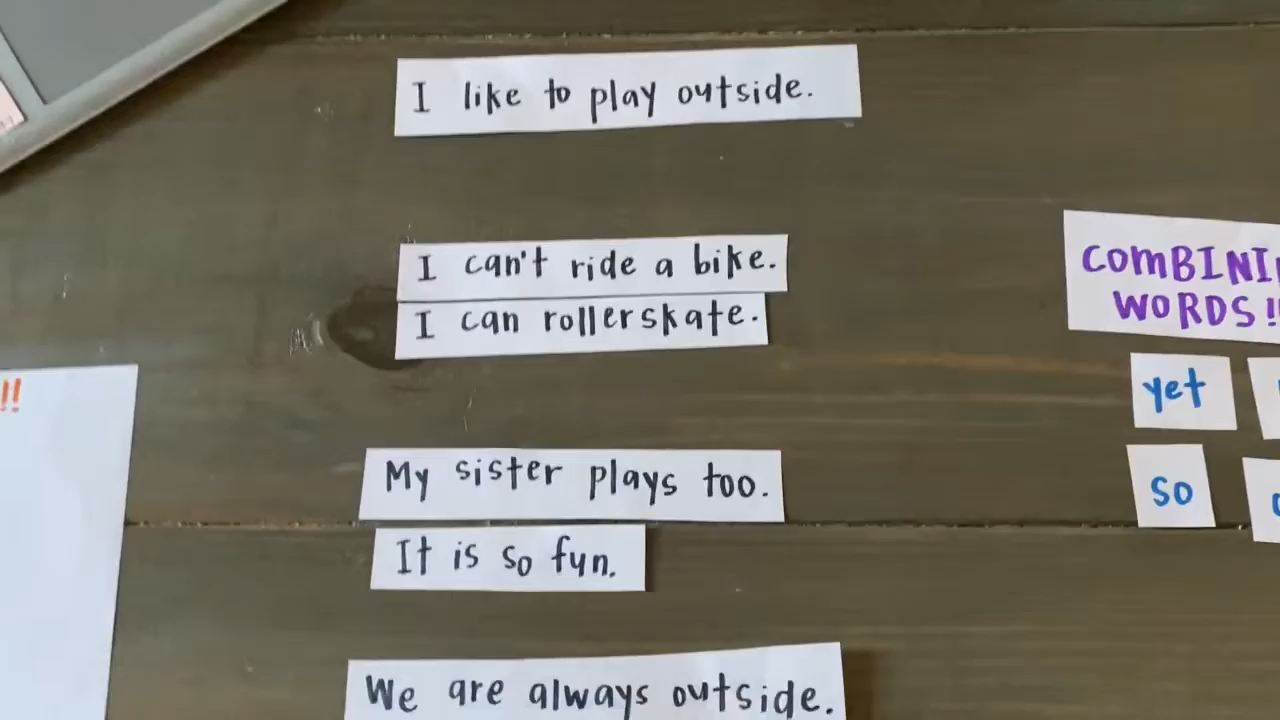 I like to play outside.
I can't ride a bike.
I can rollerskate.
My sister plays too.
It is so fun.
We are always outside.
!!
WORDS!!
yet
so